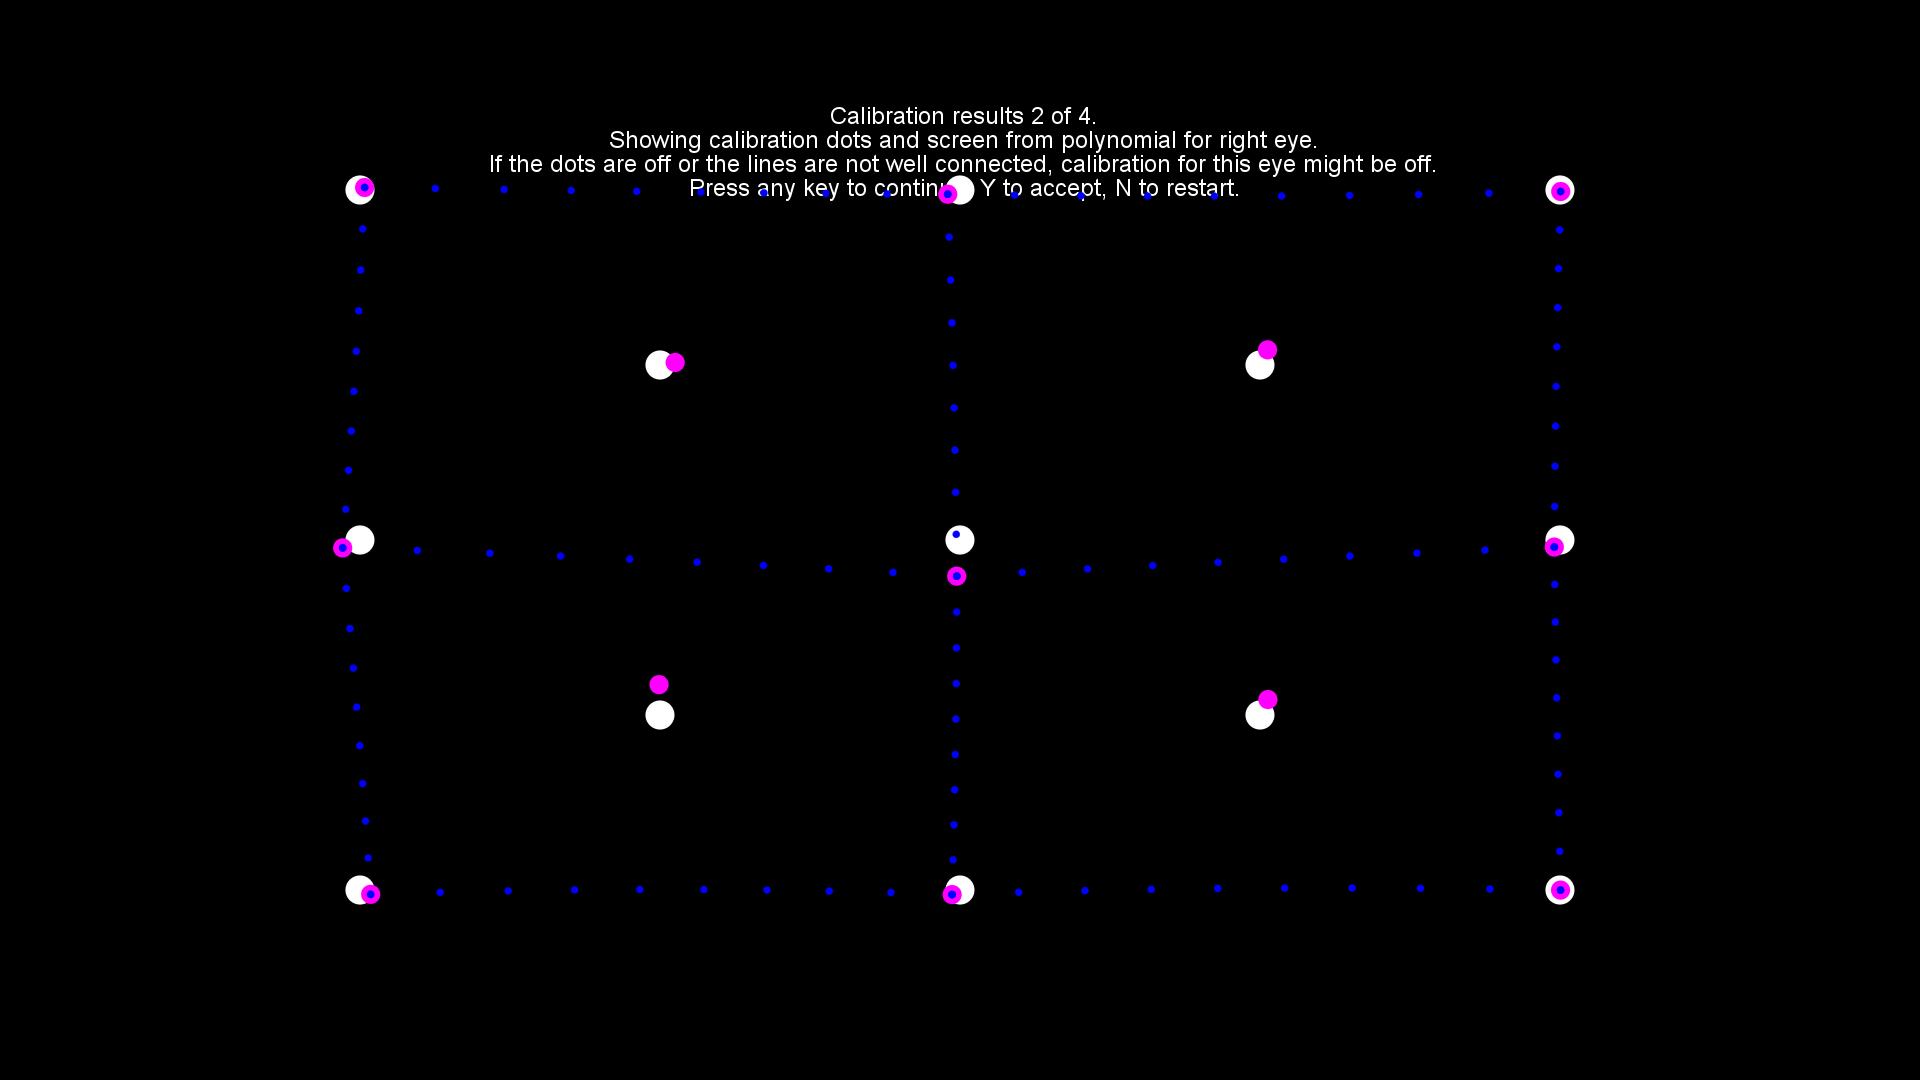 Calibration results 2 of 4.
Showing calibration dots and screen from polynomial for right eye.
If the dots are off or the lines are not well connected, calibration for this eye might be off.
Press any key to continue, Y to accept, N to restart.